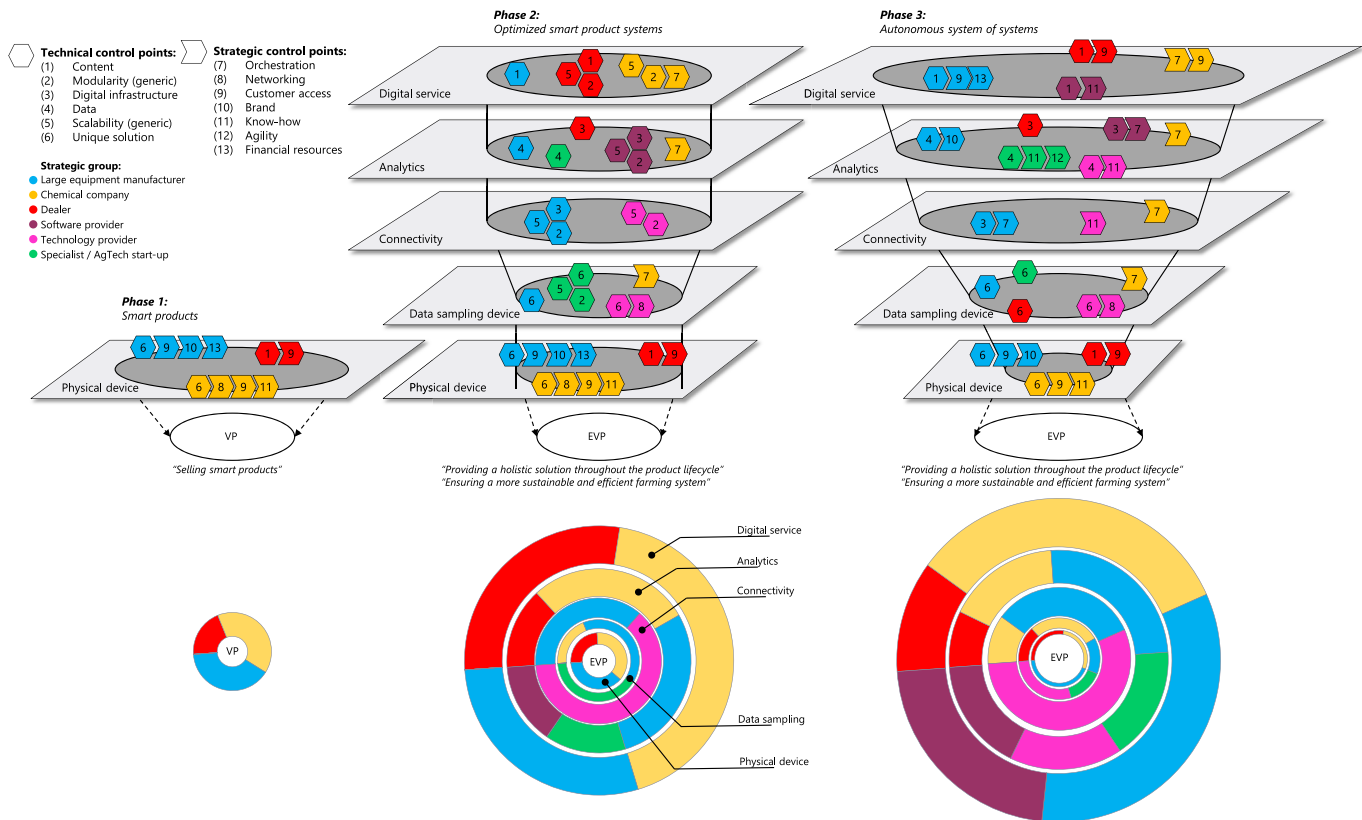 Technical control points:
(1) Content
(2) Modularity (generic)
(3) Digital infrastructure
(4) Data
(5) Scalability (generic)
(6) Unique solution
Strategic control points:
(7) Orchestration
(8) Networking
(9) Customer access
(10) Brand
(11) Know-how
(12) Agility
(13) Financial resources
Strategic group:
Large equipment manufacturer
Chemical company
Dealer
Software provider
Technology provider
Specialist / AgTech start-up
Phase 1:
Smart products
6 9 10 13 1 9
6 8 9 11
Physical device
VP
"Selling smart products"
VP
Phase 2:
Optimized smart product systems
1 5 1 2 5 2 7
Digital service
4 4 3 5 3 2 7
Analytics
5 3 2 5 2
Connectivity
6 5 6 2 7 6 8
Data sampling device
6 9 10 13 1 9
6 8 9 11
Physical device
EVP
"Providing a holistic solution throughout the product lifecycle"
"Ensuring a more sustainable and efficient farming system"
EVP
Digital service
Analytics
Connectivity
Data sampling
Physical device
Phase 3:
Autonomous system of systems
1 9 13 1 9 1 11 7 9
Digital service
4 10 3 4 11 12 3 7 4 11 7
Analytics
3 7 11 7
Connectivity
6 6 6 6 8 7
Data sampling device
6 9 10 1 9
6 9 11
Physical device
EVP
"Providing a holistic solution throughout the product lifecycle"
"Ensuring a more sustainable and efficient farming system"
EVP